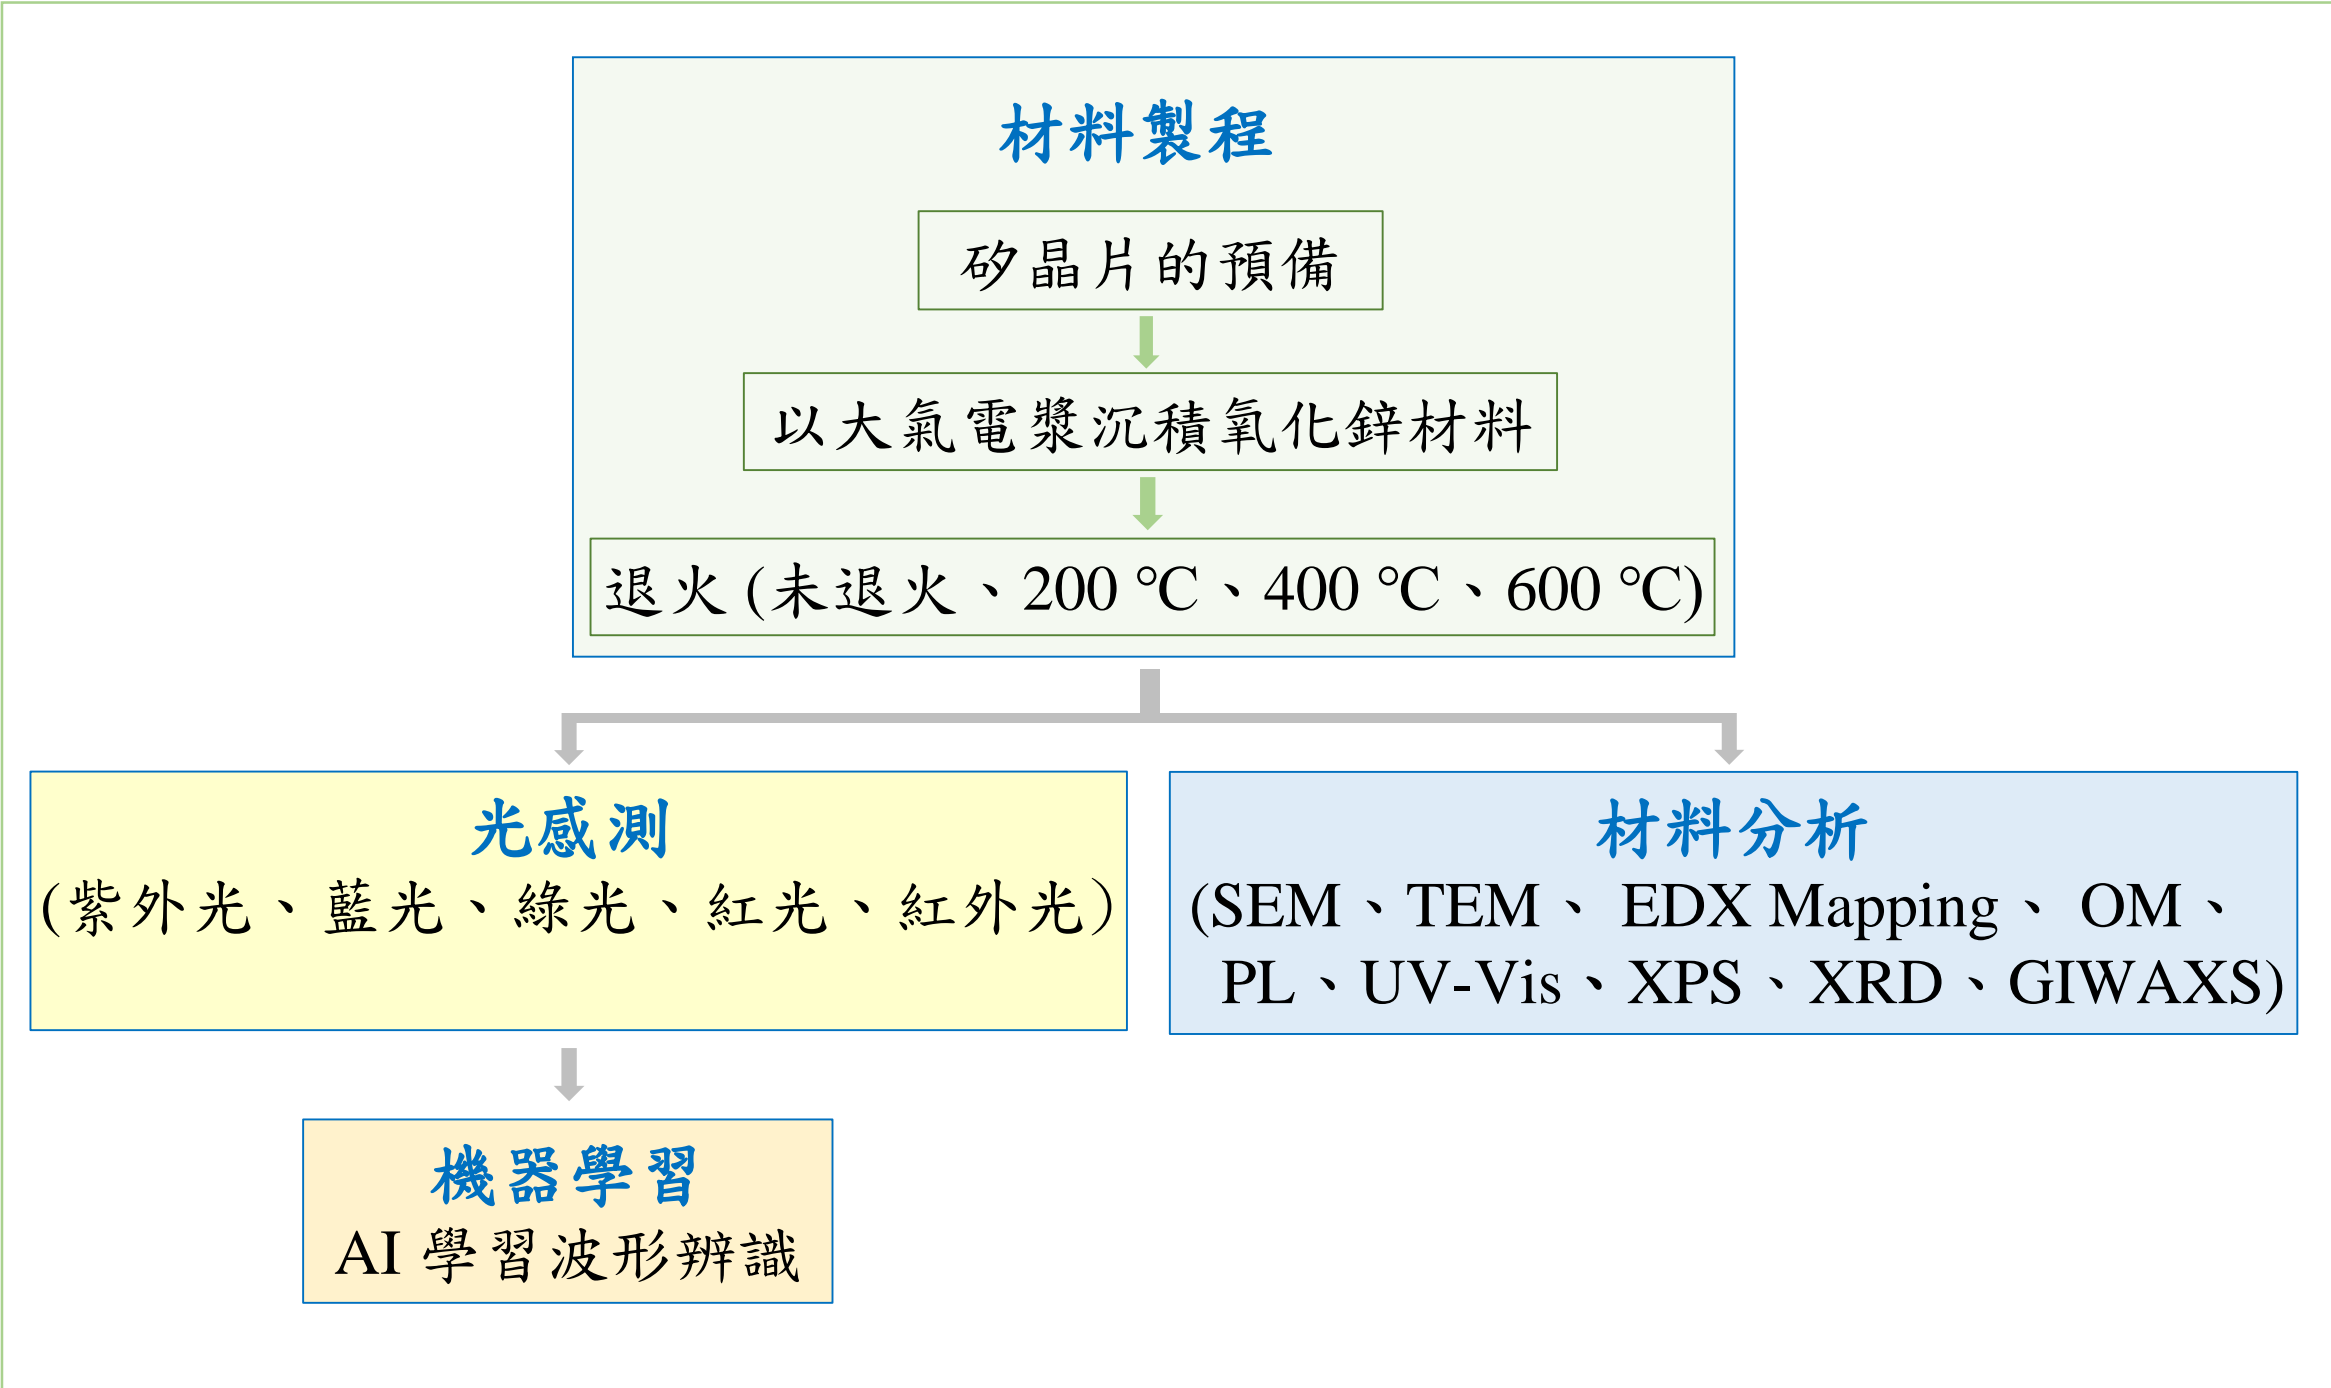 材料製程
矽晶片的預備
以大氣電漿沉積氧化鋅材料
退火 (未退火、200 °C、400 °C、600 °C)
光感測
(紫外光、藍光、綠光、紅光、紅外光)
材料分析
(SEM、TEM、 EDX Mapping、 OM、
PL、UV-Vis、XPS、XRD、GIWAXS)
機器學習
AI 學習波形辨識